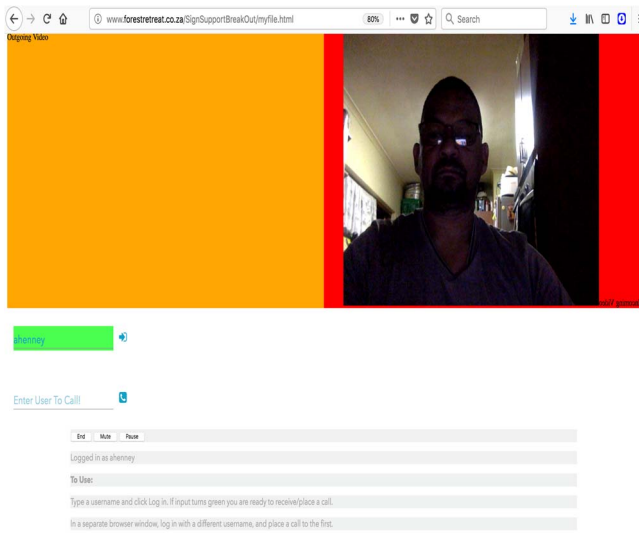 www.forestretreat.co.za/SignSupportBreakOut/myfile.html 80% Search
Outgoing Video
ahenney
Enter User To Call!
End Mute Pause
Logged in as ahenney
To Use:
Type a username and click Log in. If input turns green you are ready to receive/place a call.
In a separate browser window, log in with a different username, and place a call to the first.